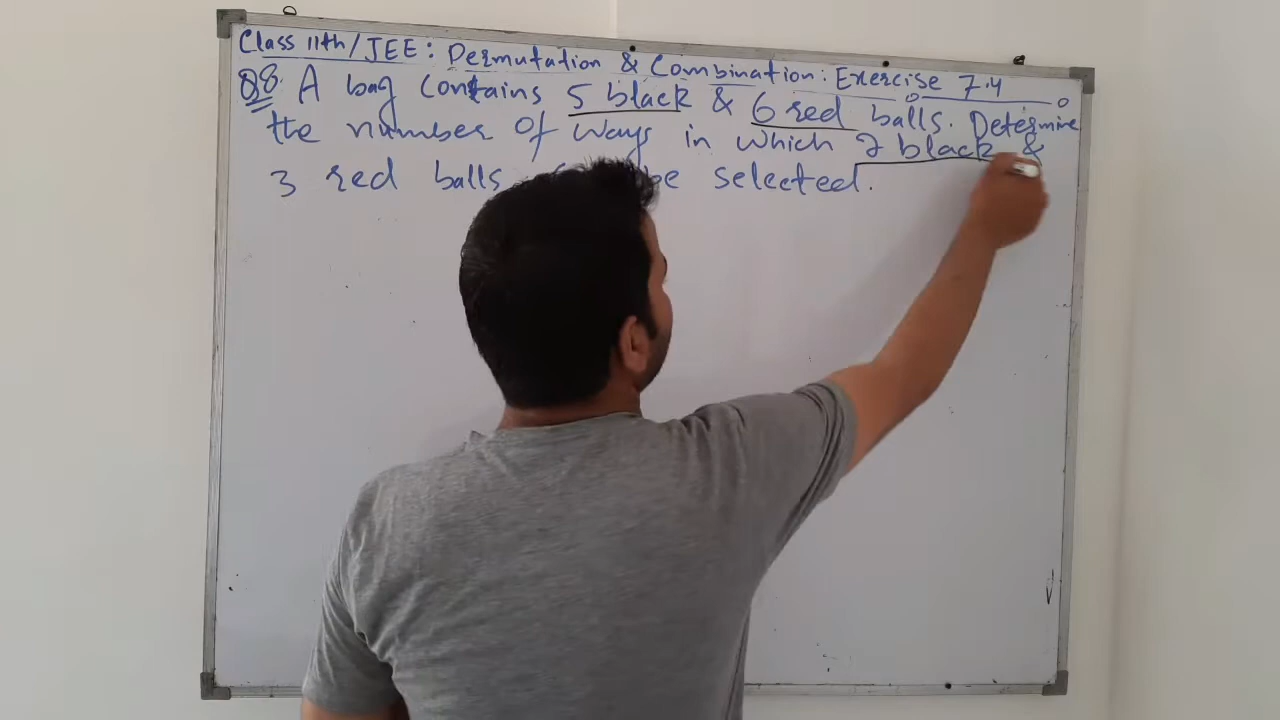 Class 11th/JEE: Permutation & Combination: Exercise 7.4
Q8. A bag contains 5 black & 6 red balls. Determine
the number of ways in which 2 black &
3 red balls be selected.